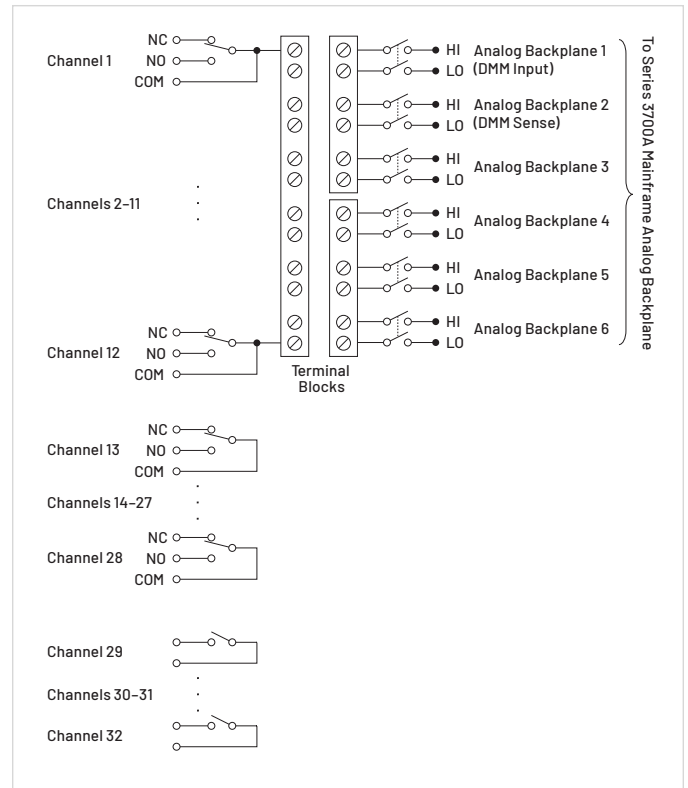 Channel 1
NC
NO
COM
Channels 2–11
Channel 12
NC
NO
COM
Terminal
Blocks
HI Analog Backplane 1
LO (DMM Input)
HI Analog Backplane 2
LO (DMM Sense)
HI
Analog Backplane 3
LO
HI
Analog Backplane 4
LO
HI
Analog Backplane 5
LO
HI
Analog Backplane 6
LO
To Series 3700A Mainframe Analog Backplane
Channel 13
NC
NO
COM
Channels 14–27
Channel 28
NC
NO
COM
Channel 29
Channels 30–31
Channel 32